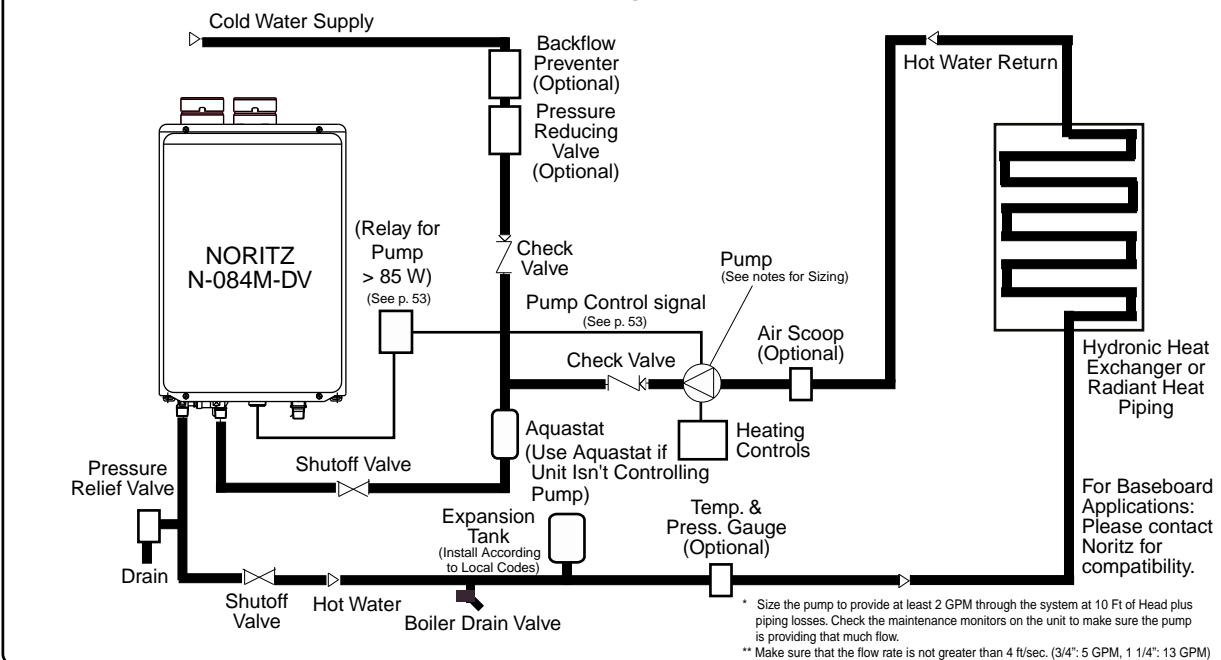 Cold Water Supply
Backflow
Preventer
(Optional)
Pressure
Reducing
Valve
(Optional)
Hot Water Return
NORITZ
N-084M-DV
(Relay for
Pump
> 85 W)
(See p. 53)
Check
Valve
Pump
(See notes for Sizing)
Pump Control signal
(See p. 53)
Air Scoop
(Optional)
Check Valve
Hydronic Heat
Exchanger or
Radiant Heat
Piping
Heating
Controls
Aquastat
(Use Aquastat if
Unit Isn't Controlling
Pump)
Shutoff Valve
Pressure
Relief Valve
Drain
Expansion
Tank
(Install According
to Local Codes)
Temp. &
Press. Gauge
(Optional)
For Baseboard
Applications:
Please contact
Noritz for
compatibility.
Shutoff
Valve
Hot Water
Boiler Drain Valve
* Size the pump to provide at least 2 GPM through the system at 10 Ft of Head plus
piping losses. Check the maintenance monitors on the unit to make sure the pump
is providing that much flow.
** Make sure that the flow rate is not greater than 4 ft/sec. (3/4": 5 GPM, 1 1/4": 13 GPM)